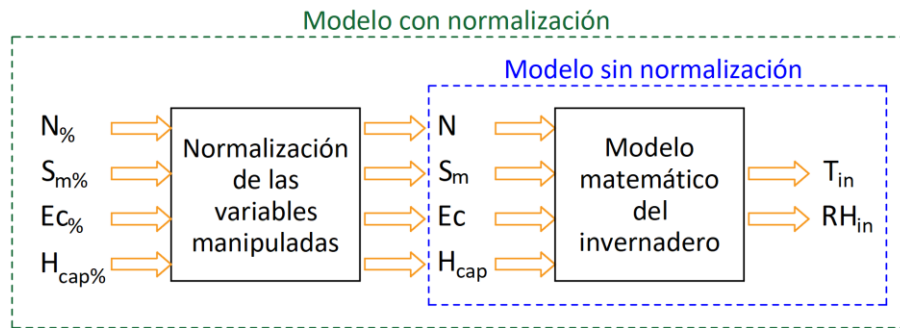 Modelo con normalización
Modelo sin normalización
N%
Sm%
Ec%
Hcap%
Normalización
de las
variables
manipuladas
N
Sm
Ec
Hcap
Modelo
matemático
del
invernadero
Tin
RHin